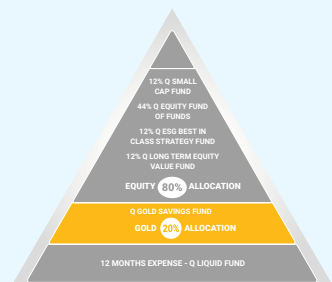 12% Q SMALL
CAP FUND
44% Q EQUITY FUND
OF FUNDS
12% Q ESG BEST IN
CLASS STRATEGY FUND
12% Q LONG TERM EQUITY
VALUE FUND
EQUITY 80% ALLOCATION
Q GOLD SAVINGS FUND
GOLD 20% ALLOCATION
12 MONTHS EXPENSE - Q LIQUID FUND